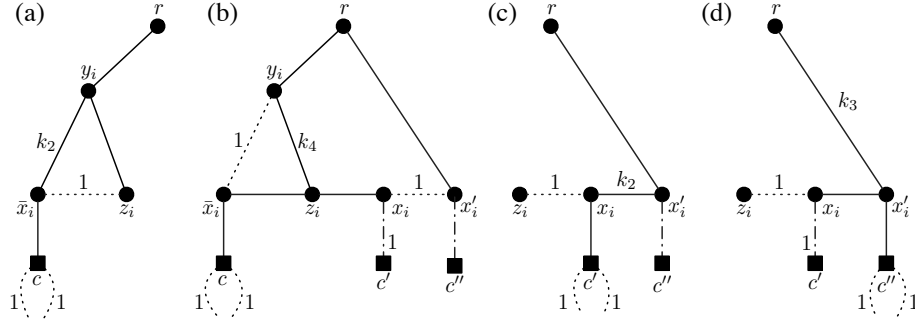 (a) (b) (c) (d)
r r r r
y_i y_i
k_2 1 k_4 k_2 k_3
1 1 1 1
x̄_i z_i x̄_i z_i x_i x'_i z_i x_i x'_i z_i x_i x'_i
1 1
c c c' c'' c' c'' c' c''
1 1 1 1 1 1 1 1